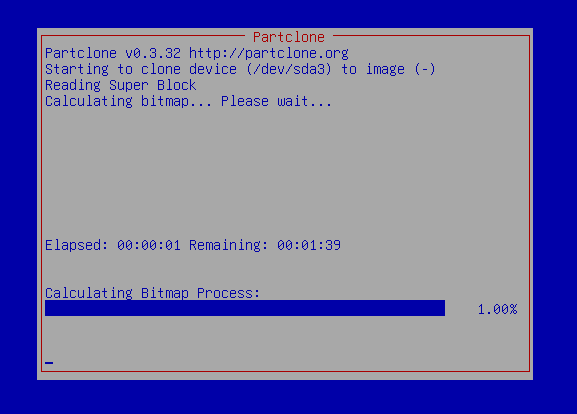 Partclone
Partclone v0.3.32 http://partclone.org
Starting to clone device (/dev/sda3) to image (-)
Reading Super Block
Calculating bitmap... Please wait...
Elapsed: 00:00:01 Remaining: 00:01:39
Calculating Bitmap Process:
1.00%